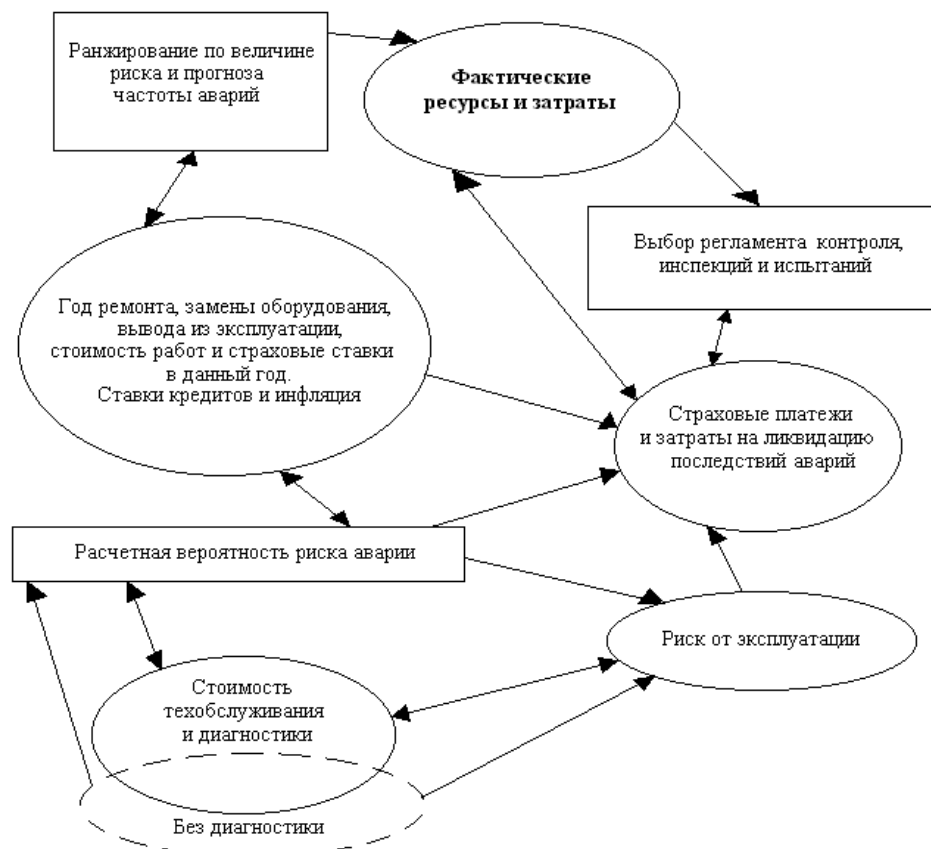 Ранжирование по величине
риска и прогноза
частоты аварий
Фактические
ресурсы и затраты
Выбор регламента контроля,
инспекций и испытаний
Год ремонта, замены оборудования,
вывода из эксплуатации,
стоимость работ и страховые ставки
в данный год.
Ставки кредитов и инфляция
Страховые платежи
и затраты на ликвидацию
последствий аварий
Расчетная вероятность риска аварии
Риск от эксплуатации
Стоимость
техобслуживания
и диагностики
Без диагностики